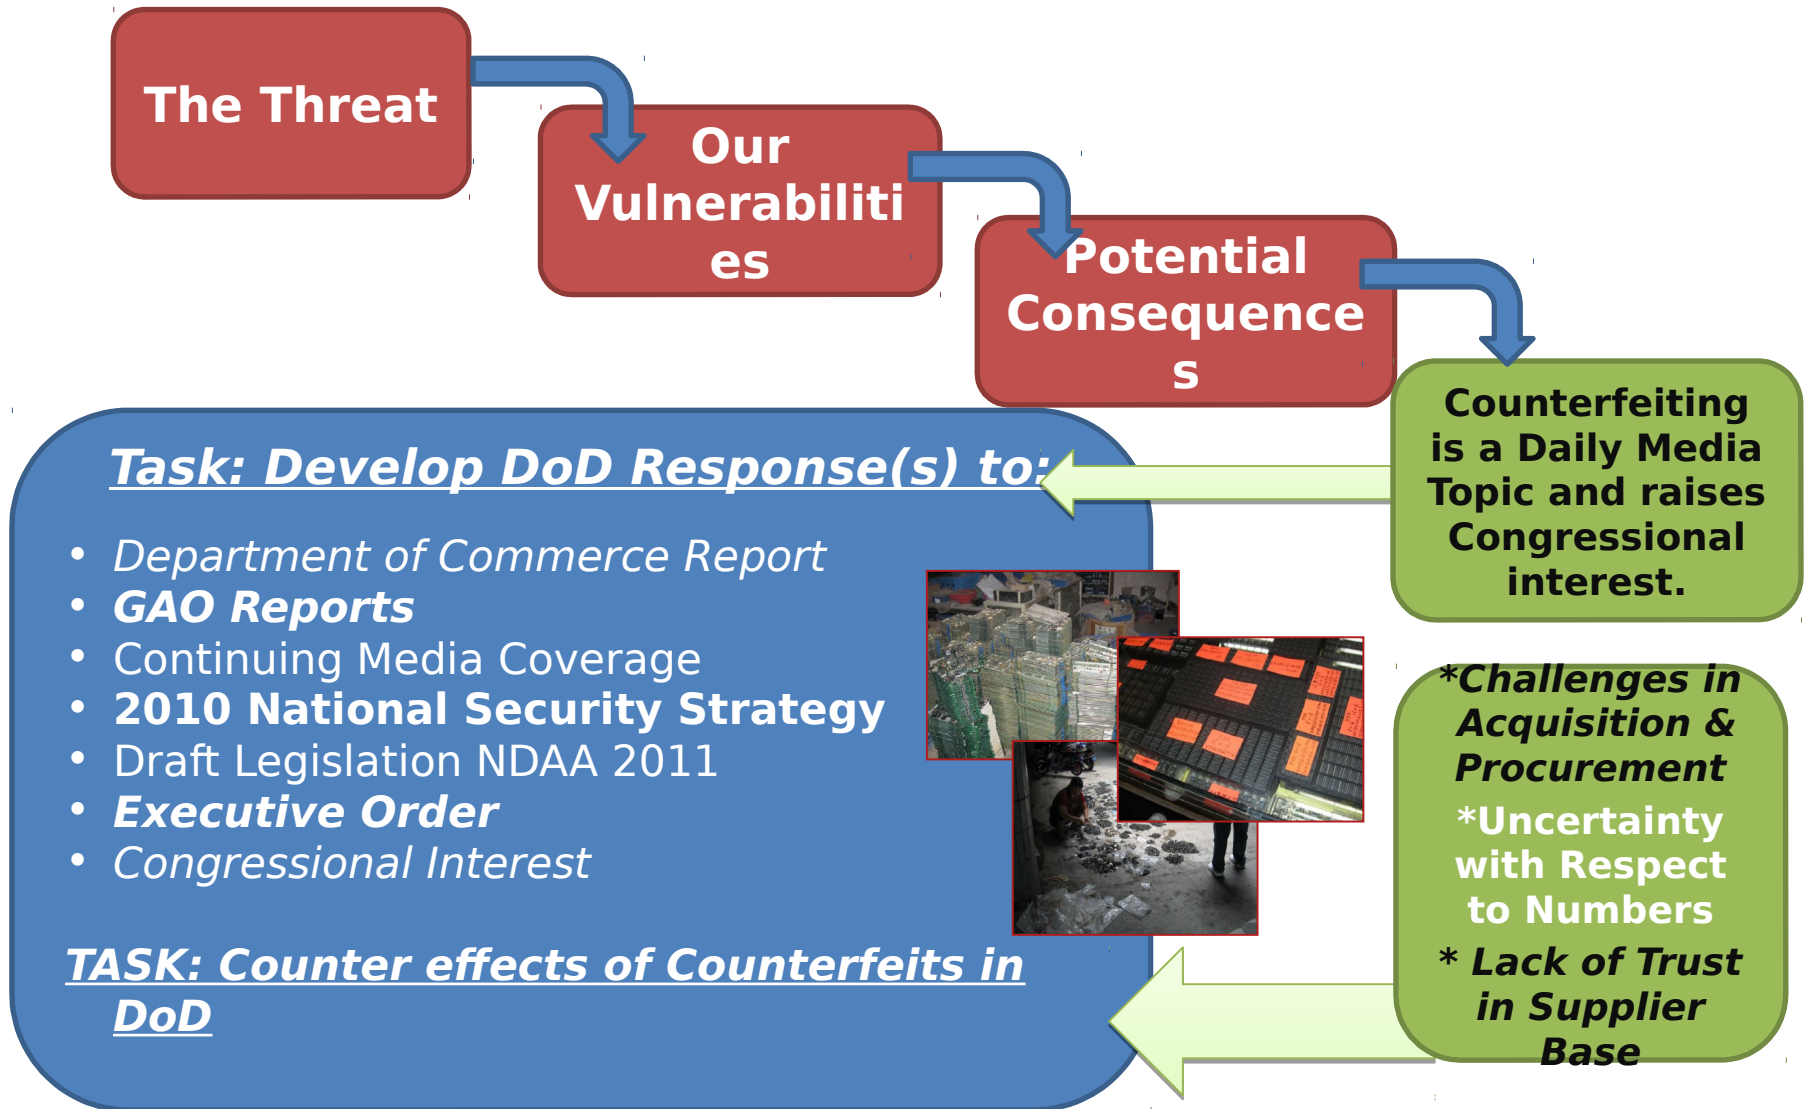 The Threat
Our
Vulnerabiliti
es
Potential
Consequence
s
Counterfeiting
is a Daily Media
Topic and raises
Congressional
interest.
Task: Develop DoD Response(s) to:
• Department of Commerce Report
• GAO Reports
• Continuing Media Coverage
• 2010 National Security Strategy
• Draft Legislation NDAA 2011
• Executive Order
• Congressional Interest
TASK: Counter effects of Counterfeits in
DoD
*Challenges in
Acquisition &
Procurement
*Uncertainty
with Respect
to Numbers
* Lack of Trust
in Supplier
Base